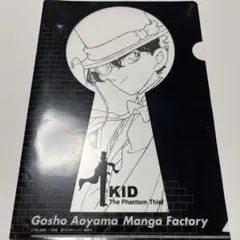 KID
The Phantom Thief
Gosho Aoyama Manga Factory